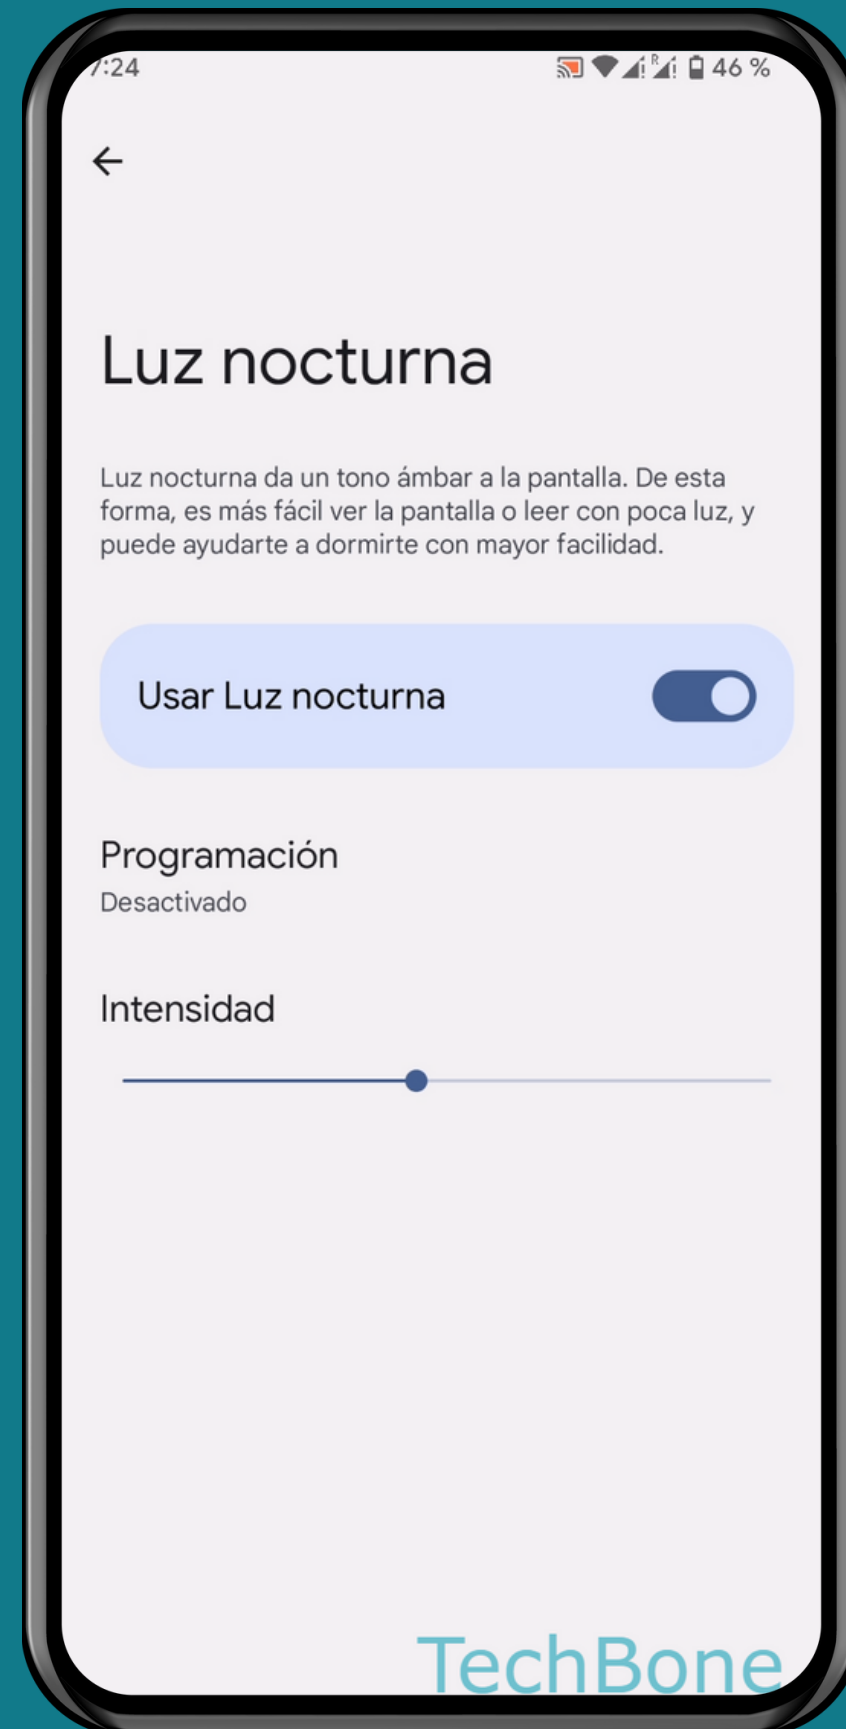 7:24 R 46 %
Luz nocturna
Luz nocturna da un tono ámbar a la pantalla. De esta
forma, es más fácil ver la pantalla o leer con poca luz, y
puede ayudarte a dormirte con mayor facilidad.
Usar Luz nocturna
Programación
Desactivado
Intensidad
TechBone